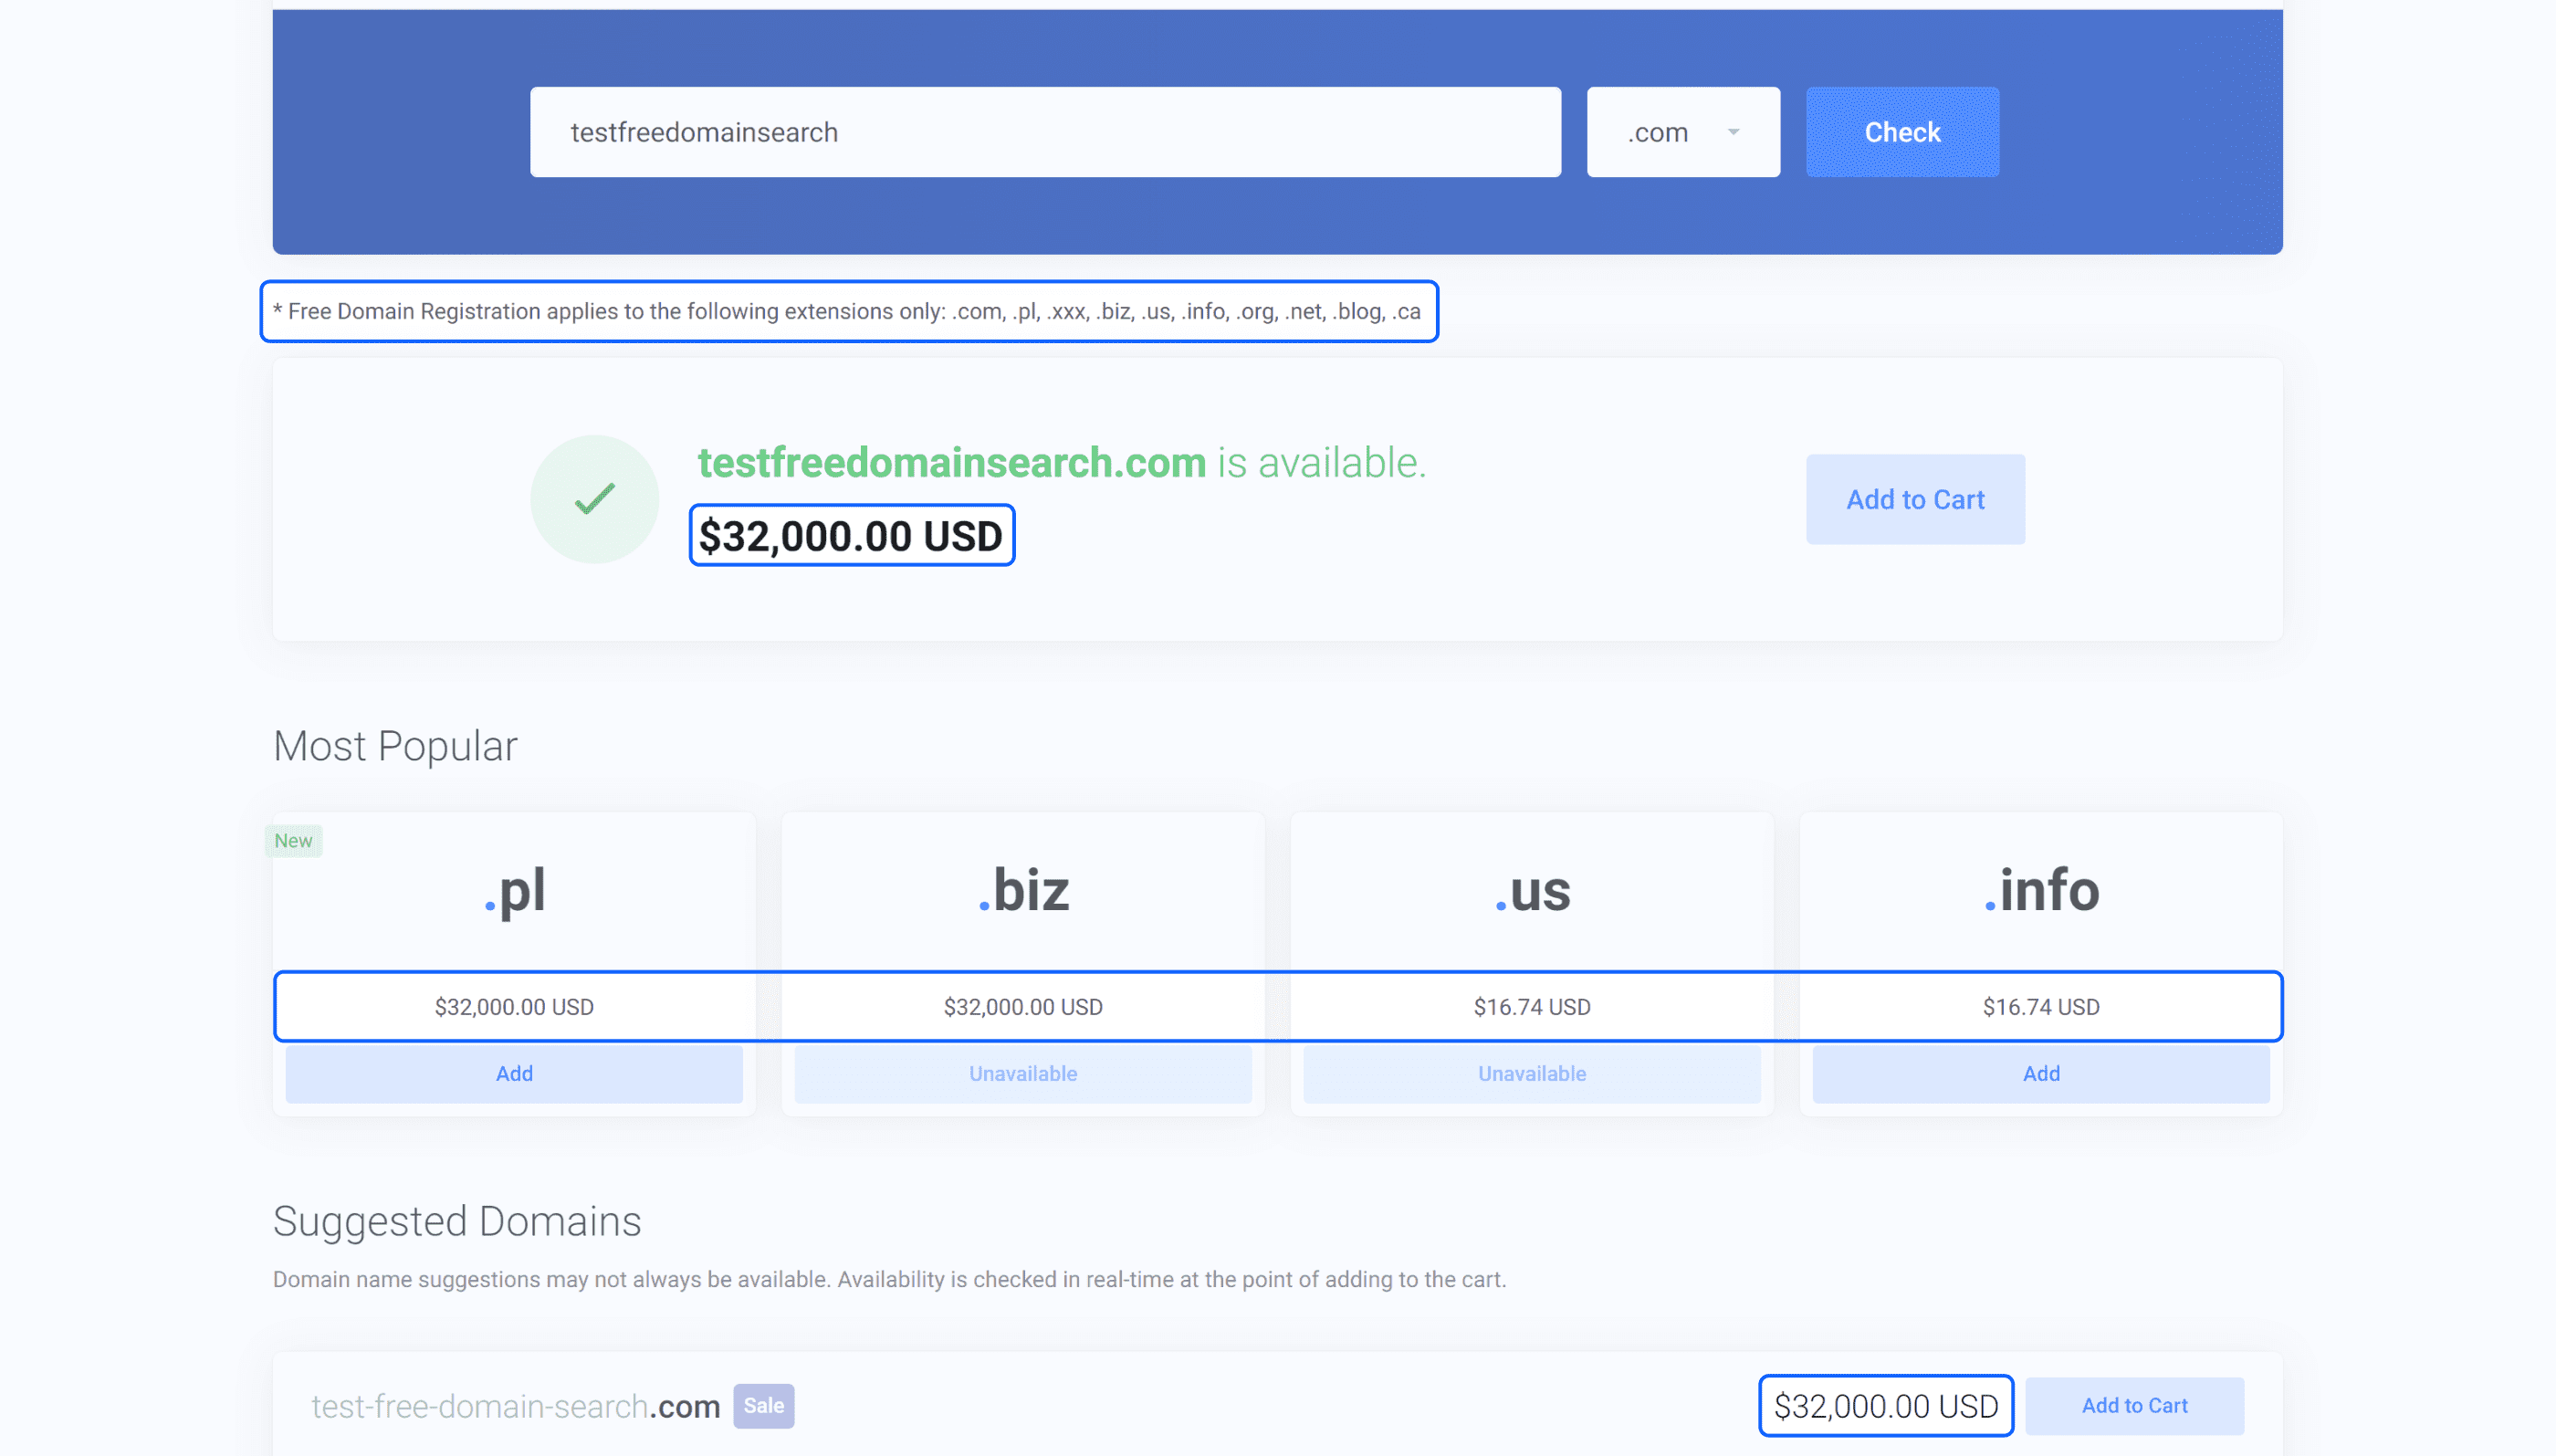 testfreedomainsearch
.com
Check
* Free Domain Registration applies to the following extensions only: .com, .pl, .xxx, .biz, .us, .info, .org, .net, .blog, .ca
testfreedomainsearch.com is available.
$32,000.00 USD
Add to Cart
Most Popular
New
.pl
.biz
.us
.info
$32,000.00 USD
$32,000.00 USD
$16.74 USD
$16.74 USD
Add
Unavailable
Unavailable
Add
Suggested Domains
Domain name suggestions may not always be available. Availability is checked in real-time at the point of adding to the cart.
test-free-domain-search.com
Sale
$32,000.00 USD
Add to Cart